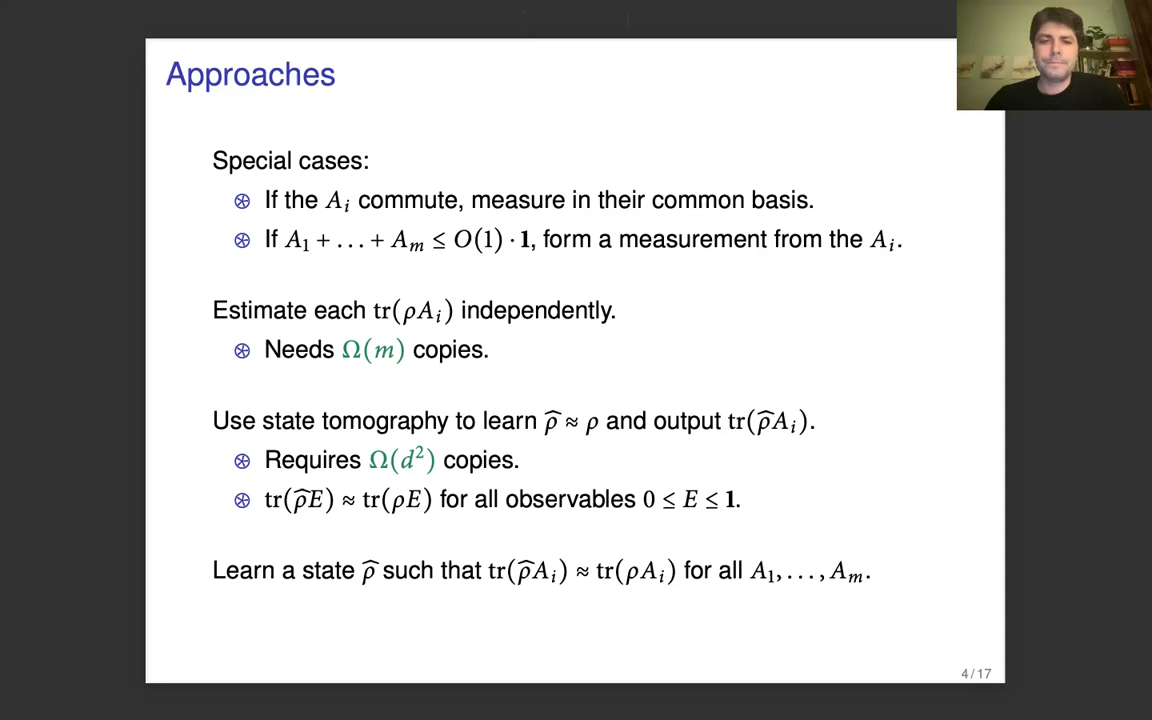 Approaches
Special cases:
⊛ If the Aᵢ commute, measure in their common basis.
⊛ If A₁ + … + Aₘ ≤ O(1) · 𝟏, form a measurement from the Aᵢ.
Estimate each tr(ρAᵢ) independently.
⊛ Needs Ω(m) copies.
Use state tomography to learn ρ̂ ≈ ρ and output tr(ρ̂Aᵢ).
⊛ Requires Ω(d²) copies.
⊛ tr(ρ̂E) ≈ tr(ρE) for all observables 0 ≤ E ≤ 𝟏.
Learn a state ρ̂ such that tr(ρ̂Aᵢ) ≈ tr(ρAᵢ) for all A₁, … , Aₘ.
4 / 17